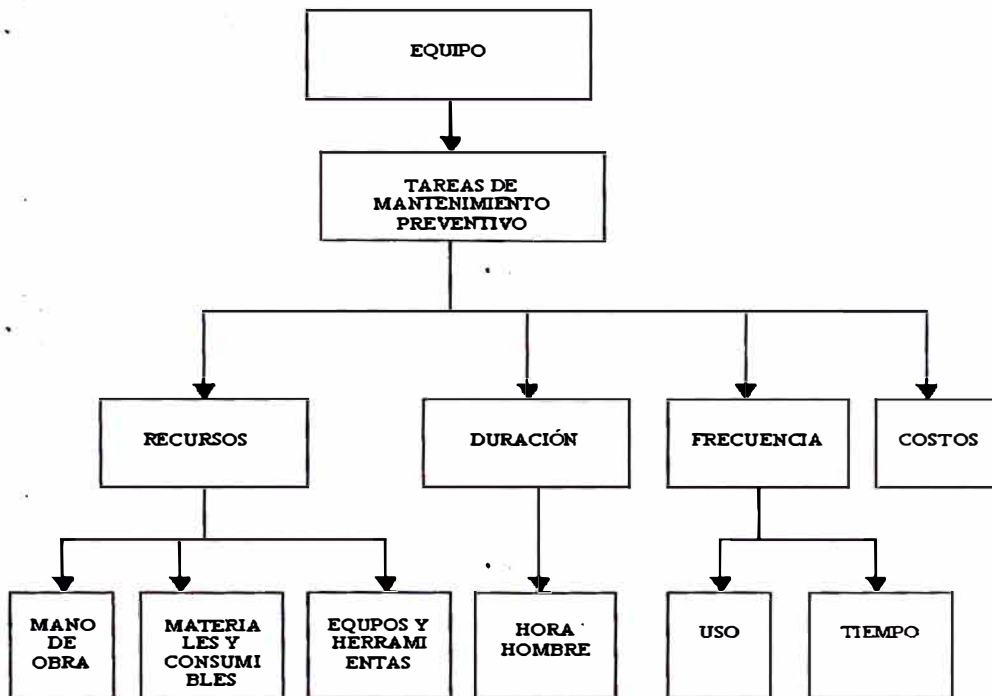 EQUIPO
TAREAS DE
MANTENIMIENTO
PREVENTIVO
RECURSOS
DURACIÓN
FRECUENCIA
COSTOS
MANO
DE
OBRA
MATERIA
LES Y
CONSUMI
BLES
EQUPOS Y
HERRAMI
ENTAS
HORA
HOMBRE
USO
TIEMPO